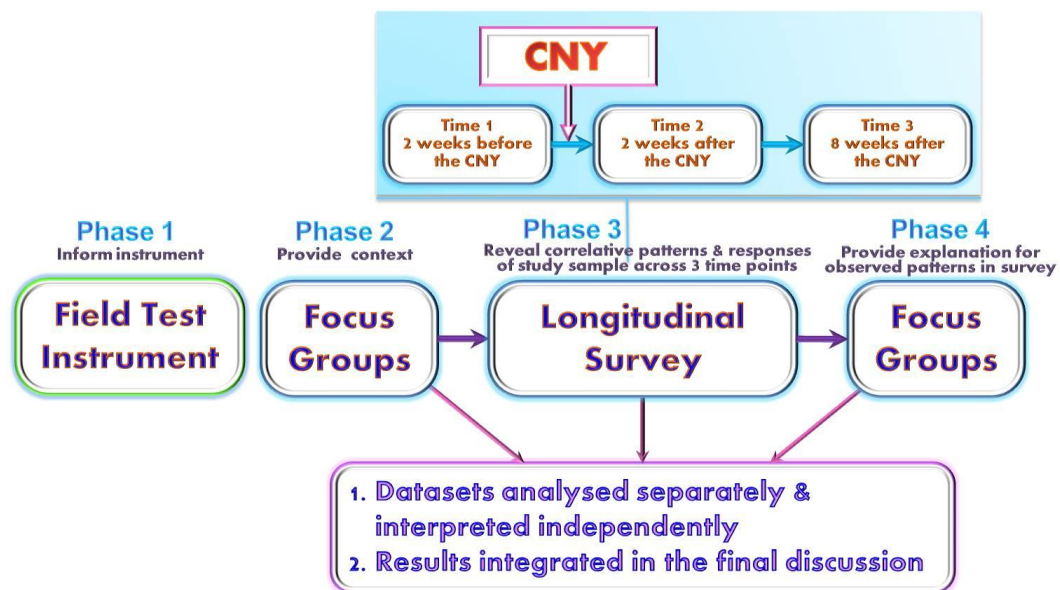 CNY
Time 1
2 weeks before
the CNY
Time 2
2 weeks after
the CNY
Time 3
8 weeks after
the CNY
Phase 1
Inform instrument
Field Test
Instrument
Phase 2
Provide context
Focus
Groups
Phase 3
Reveal correlative patterns & responses
of study sample across 3 time points
Longitudinal
Survey
Phase 4
Provide explanation for
observed patterns in survey
Focus
Groups
1. Datasets analysed separately &
interpreted independently
2. Results integrated in the final discussion